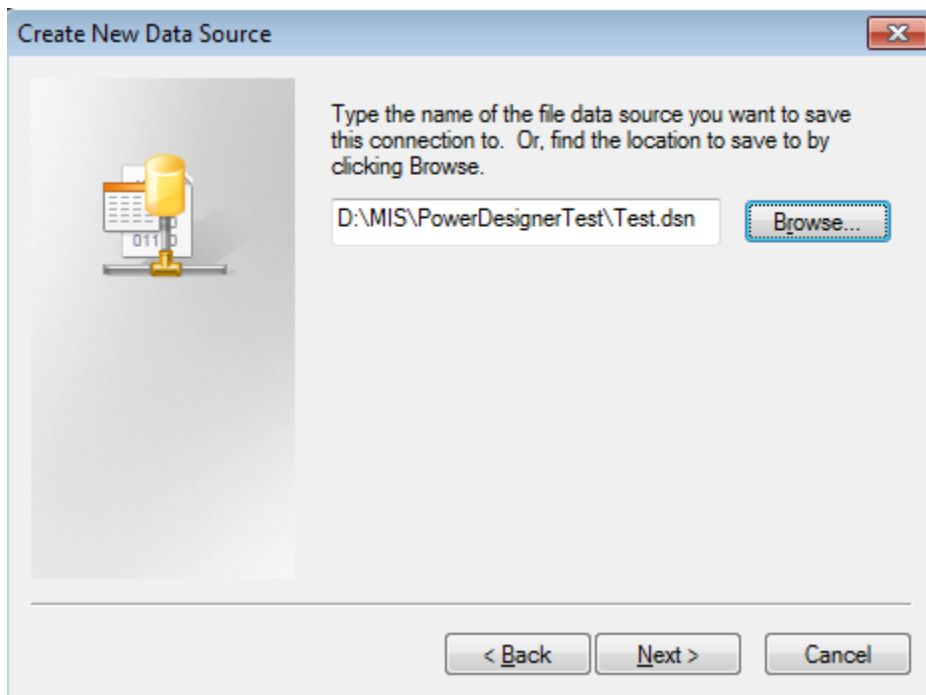 Create New Data Source
Type the name of the file data source you want to save
this connection to.  Or, find the location to save to by
clicking Browse.
D:\MIS\PowerDesignerTest\Test.dsn
Browse...
011
< Back
Next >
Cancel